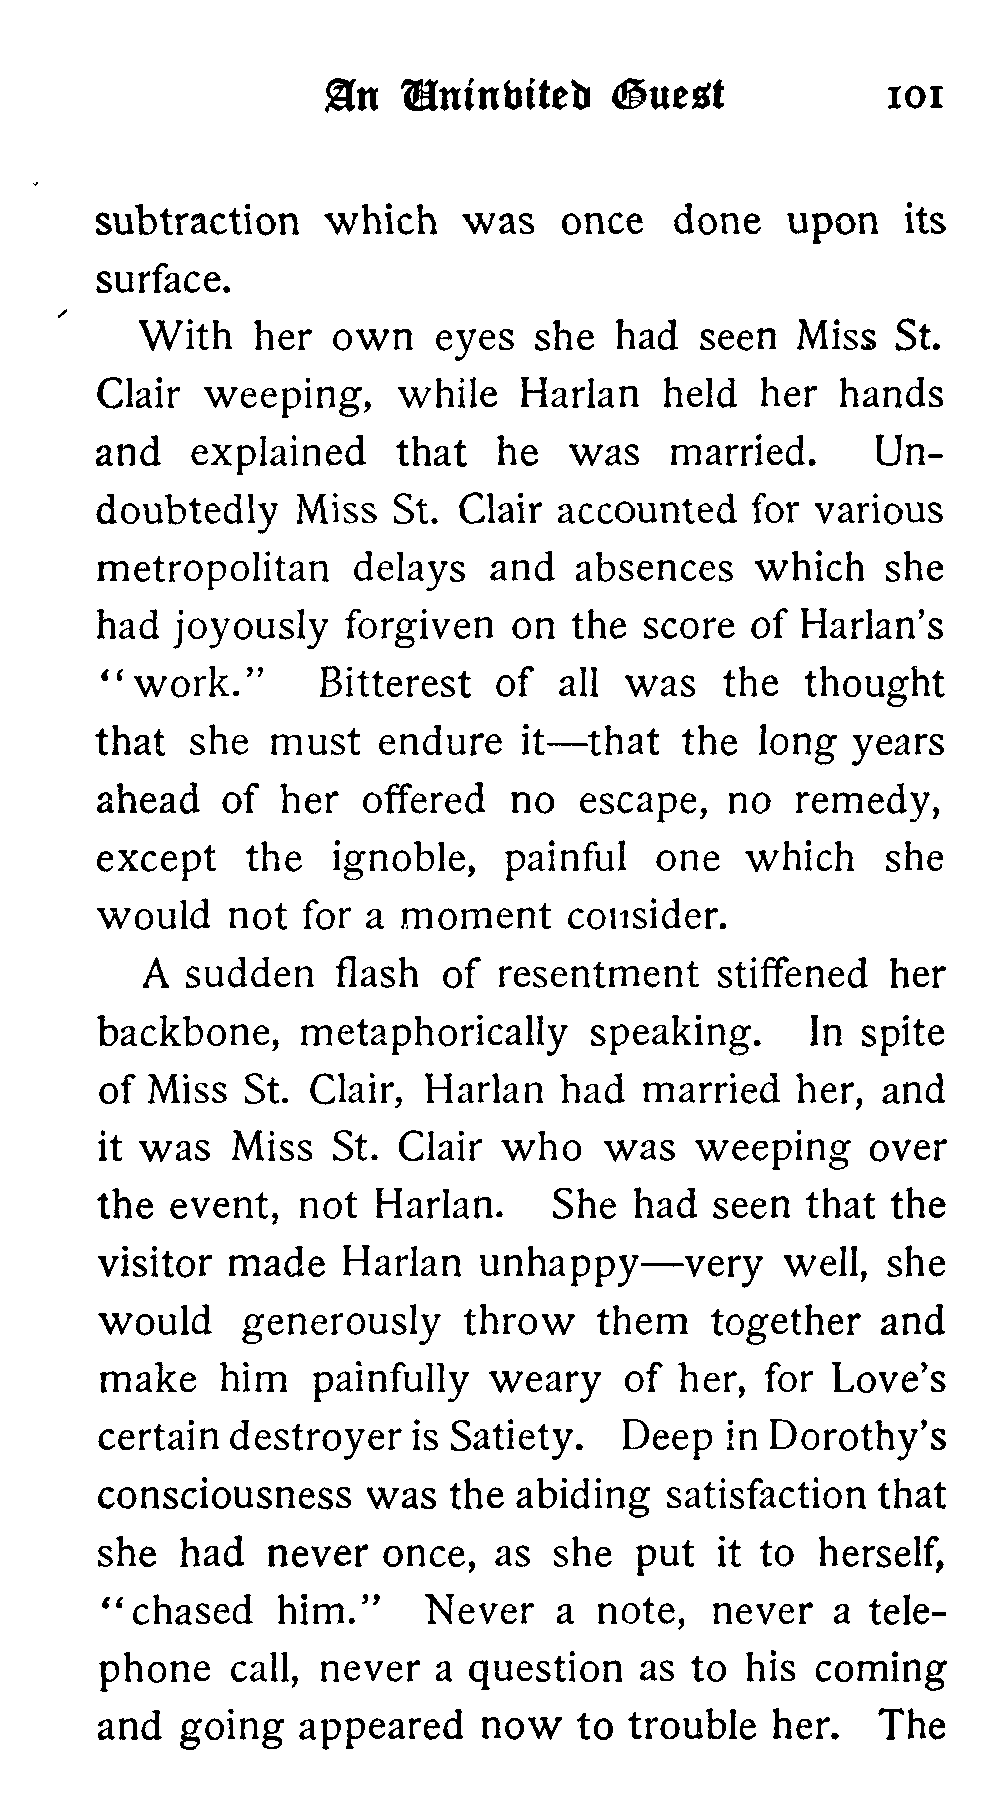 An Uninvited Guest 101
subtraction which was once done upon its
surface.
With her own eyes she had seen Miss St.
Clair weeping, while Harlan held her hands
and explained that he was married. Un-
doubtedly Miss St. Clair accounted for various
metropolitan delays and absences which she
had joyously forgiven on the score of Harlan's
"work." Bitterest of all was the thought
that she must endure it—that the long years
ahead of her offered no escape, no remedy,
except the ignoble, painful one which she
would not for a moment consider.
A sudden flash of resentment stiffened her
backbone, metaphorically speaking. In spite
of Miss St. Clair, Harlan had married her, and
it was Miss St. Clair who was weeping over
the event, not Harlan. She had seen that the
visitor made Harlan unhappy—very well, she
would generously throw them together and
make him painfully weary of her, for Love's
certain destroyer is Satiety. Deep in Dorothy's
consciousness was the abiding satisfaction that
she had never once, as she put it to herself,
"chased him." Never a note, never a tele-
phone call, never a question as to his coming
and going appeared now to trouble her. The